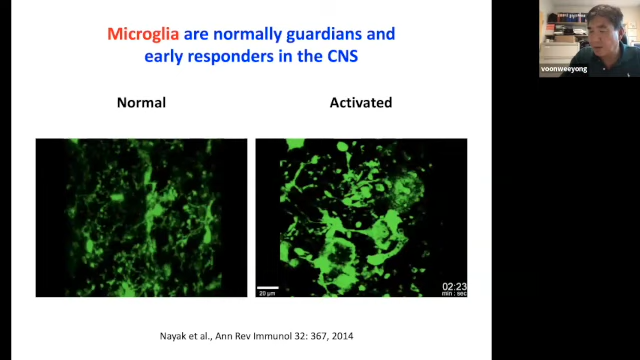 Microglia are normally guardians and
early responders in the CNS
Normal
Activated
20 µm
02:23
min : sec
Nayak et al., Ann Rev Immunol 32: 367, 2014
voonweeyong